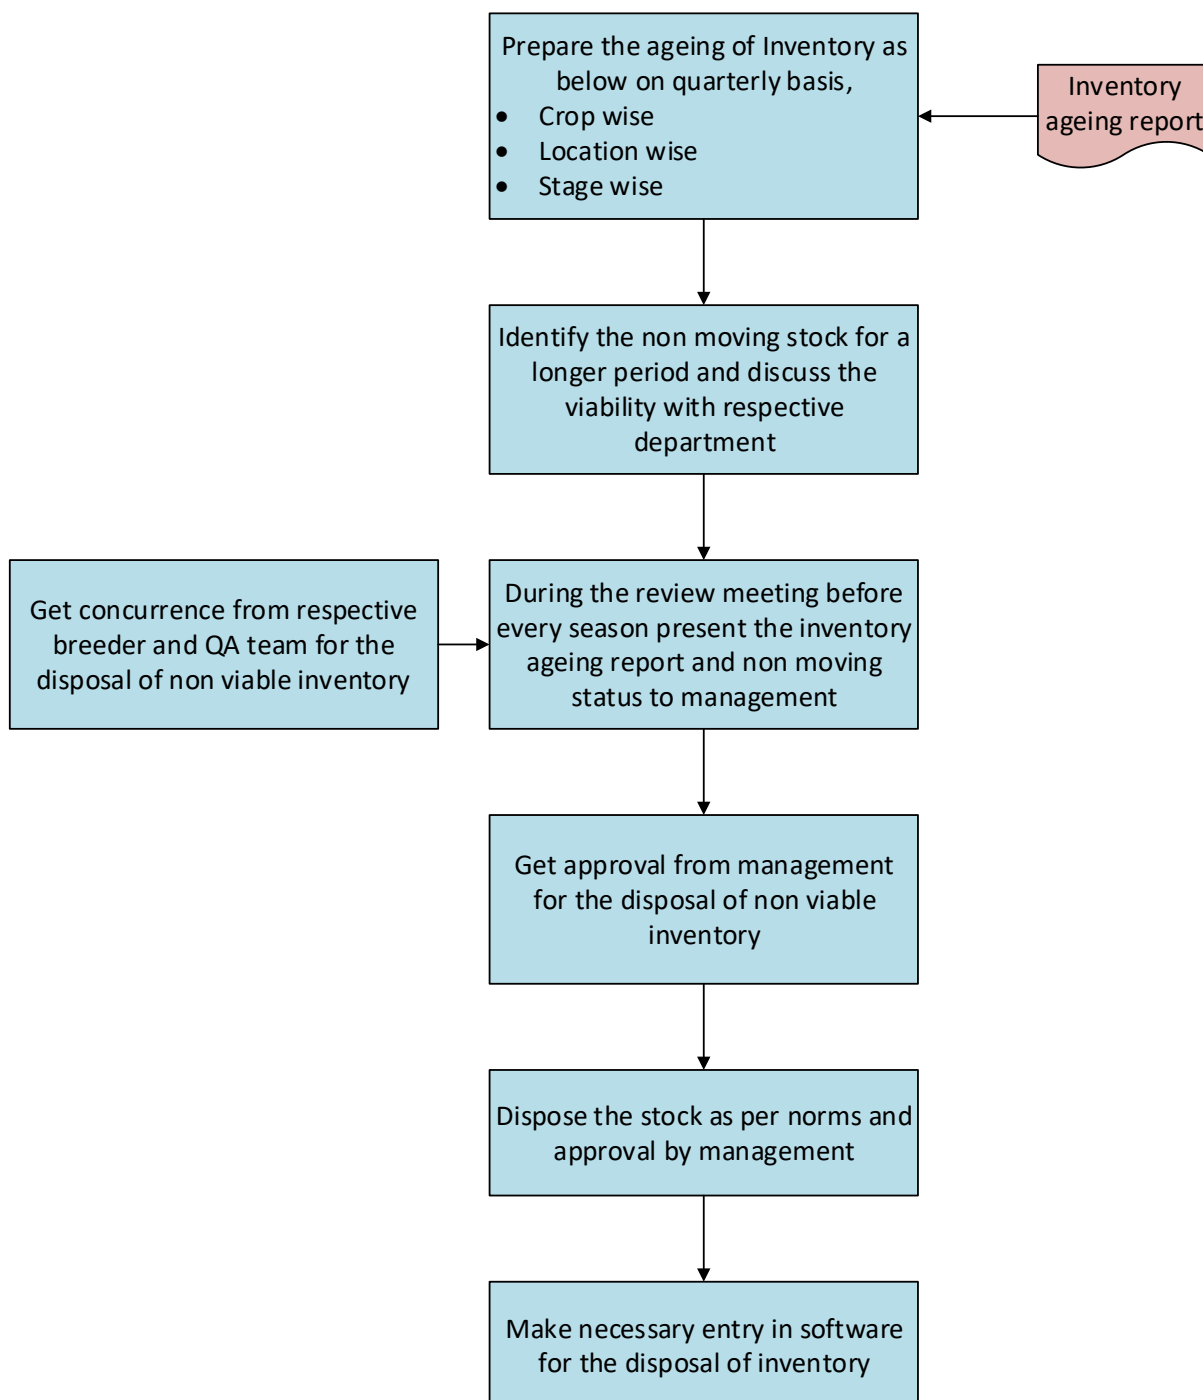 Prepare the ageing of Inventory as
below on quarterly basis,
• Crop wise
• Location wise
• Stage wise
Inventory
ageing report
Identify the non moving stock for a
longer period and discuss the
viability with respective
department
Get concurrence from respective
breeder and QA team for the
disposal of non viable inventory
During the review meeting before
every season present the inventory
ageing report and non moving
status to management
Get approval from management
for the disposal of non viable
inventory
Dispose the stock as per norms and
approval by management
Make necessary entry in software
for the disposal of inventory